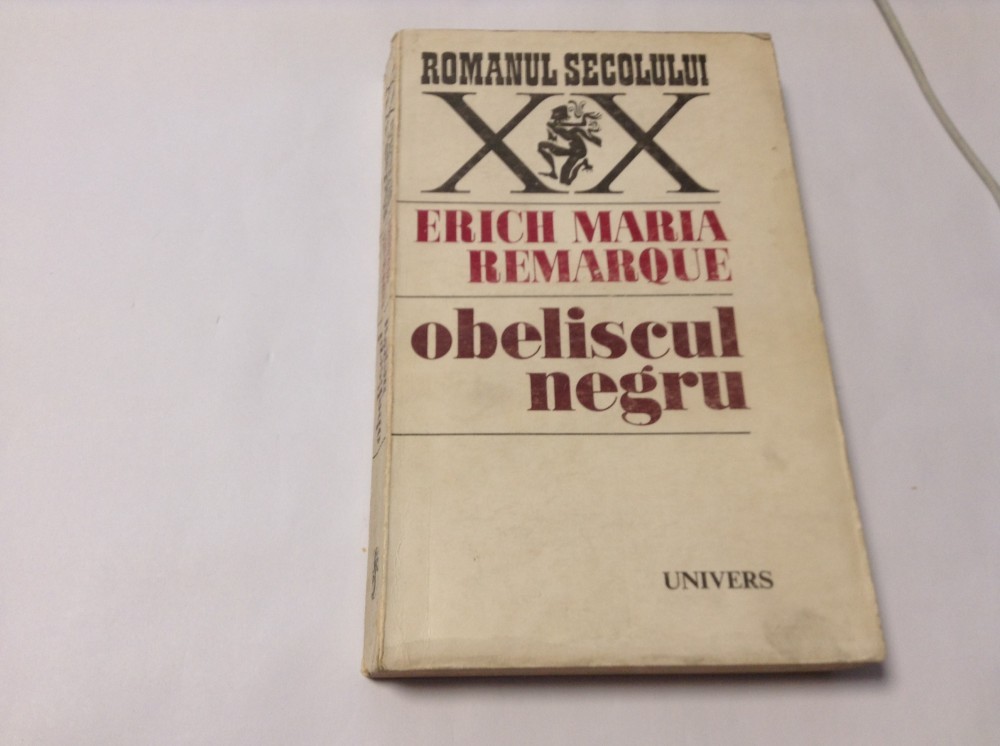 ROMANUL SECOLULUI
XX
ERICH MARIA
REMARQUE
obeliscul
negru
UNIVERS